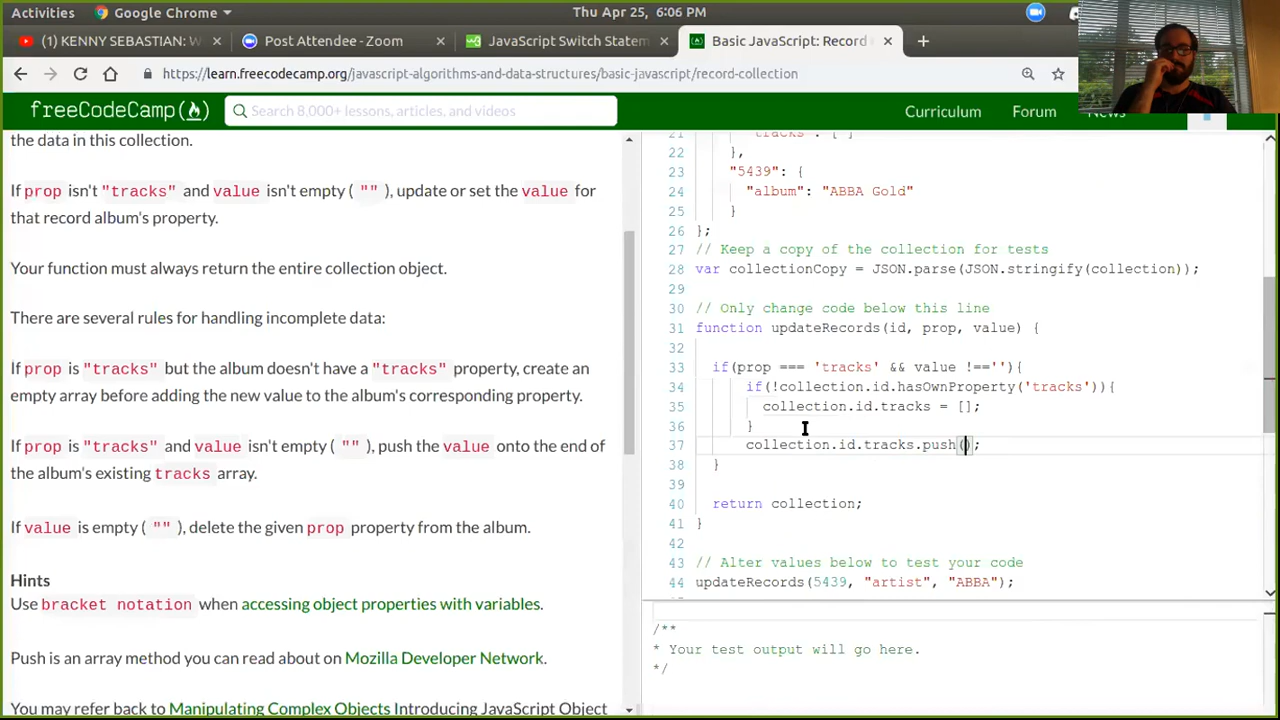 Activities
Google Chrome
Thu Apr 25, 6:06 PM
(1) KENNY SEBASTIAN: W
Post Attendee - Zoom
JavaScript Switch Statem
Basic JavaScript: Record
https://learn.freecodecamp.org/javascript-algorithms-and-data-structures/basic-javascript/record-collection
freeCodeCamp
Search 8,000+ lessons, articles, and videos
Curriculum
Forum
News
the data in this collection.
If prop isn't "tracks" and value isn't empty ( "" ), update or set the value for
that record album's property.
Your function must always return the entire collection object.
There are several rules for handling incomplete data:
If prop is "tracks" but the album doesn't have a "tracks" property, create an
empty array before adding the new value to the album's corresponding property.
If prop is "tracks" and value isn't empty ( "" ), push the value onto the end of
the album's existing tracks array.
If value is empty ( "" ), delete the given prop property from the album.
Hints
Use bracket notation when accessing object properties with variables.
Push is an array method you can read about on Mozilla Developer Network.
You may refer back to Manipulating Complex Objects Introducing JavaScript Object
21 "tracks": [ ]
22 },
23 "5439": {
24 "album": "ABBA Gold"
25 }
26 };
27 // Keep a copy of the collection for tests
28 var collectionCopy = JSON.parse(JSON.stringify(collection));
29
30 // Only change code below this line
31 function updateRecords(id, prop, value) {
32
33 if(prop === 'tracks' && value !==''){
34 if(!collection.id.hasOwnProperty('tracks')){
35 collection.id.tracks = [];
36 }
37 collection.id.tracks.push();
38 }
39
40 return collection;
41 }
42
43 // Alter values below to test your code
44 updateRecords(5439, "artist", "ABBA");
/**
* Your test output will go here.
*/